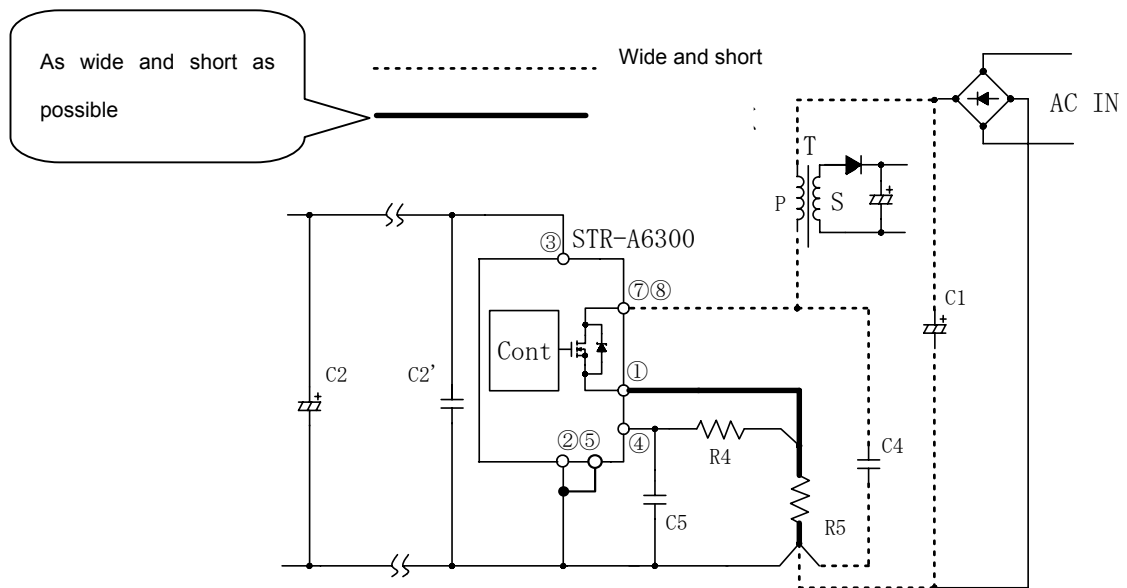 As wide and short as
possible
Wide and short
AC IN
T
P
S
③
STR-A6300
⑦⑧
C1
Cont
①
C2
C2'
④
②⑤
R4
C4
C5
R5